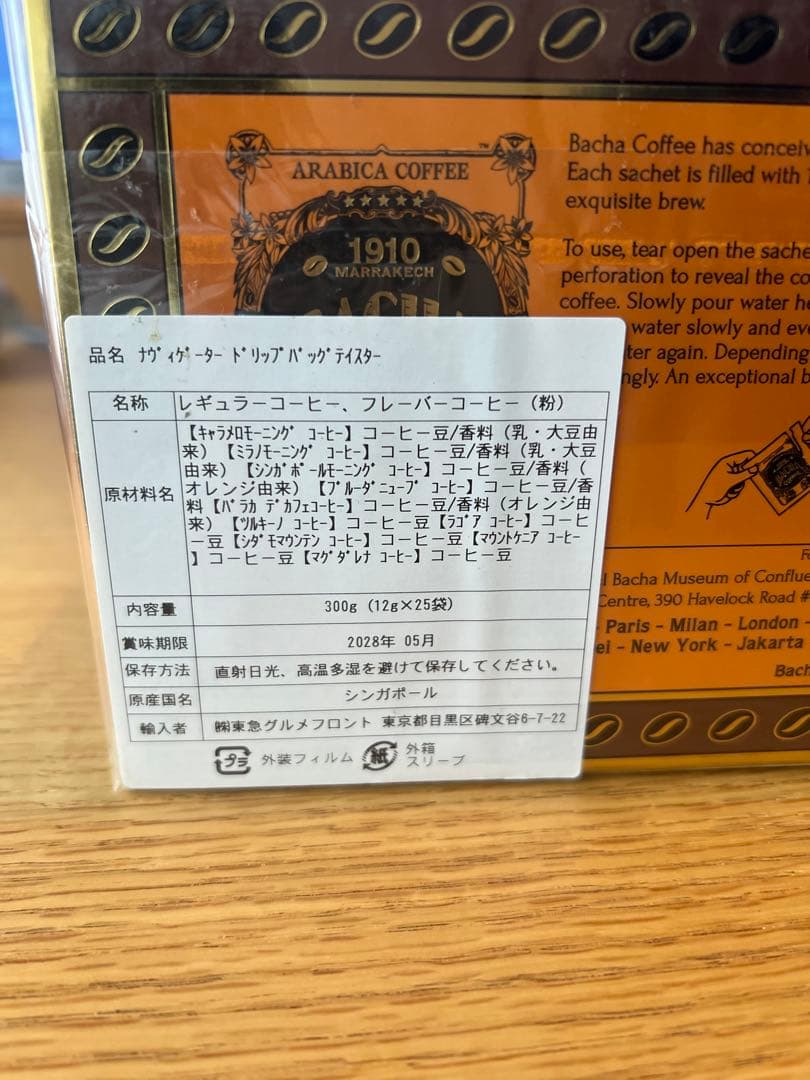 ARABICA COFFEE
™
1910
MARRAKECH
Bacha Coffee has
Each sachet is filled with
exquisite brew.
To use, tear open the
perforation to reveal the
coffee. Slowly pour water
water slowly and
again. Depending
An exceptional
品名 ﾅｳﾞｨｹﾞｰﾀｰ ﾄﾞﾘｯﾌﾟﾊﾞｯｸﾞﾃｲｽﾀｰ
名称 レギュラーコーヒー、フレーバーコーヒー（粉）
原材料名
【ｷｬﾗﾒﾛﾓｰﾆﾝｸﾞ ｺｰﾋｰ】コーヒー豆/香料（乳・大豆由
来）【ﾐﾗﾉﾓｰﾆﾝｸﾞ ｺｰﾋｰ】コーヒー豆/香料（乳・大豆
由来）【ｼﾝｶﾞﾎﾟｰﾙﾓｰﾆﾝｸﾞ ｺｰﾋｰ】コーヒー豆/香料（
オレンジ由来）【ﾌﾞﾙｰﾀﾞﾆｭｰﾌﾞ ｺｰﾋｰ】コーヒー豆/香
料【ﾊﾞﾗｶ ﾃﾞｶﾌｪｺｰﾋｰ】コーヒー豆/香料（オレンジ由
来）【ﾂﾙｷｰﾉ ｺｰﾋｰ】コーヒー豆【ﾗｺﾞｱ ｺｰﾋｰ】コーヒ
ー豆【ｼﾀﾞﾓﾏｳﾝﾃﾝ ｺｰﾋｰ】コーヒー豆【ﾏｳﾝﾄｹﾆｱ ｺｰﾋｰ
】コーヒー豆【ﾏｸﾞﾀﾞﾚﾅ ｺｰﾋｰ】コーヒー豆
内容量 300g（12g×25袋）
賞味期限 2028年 05月
保存方法 直射日光、高温多湿を避けて保存してください。
原産国名 シンガポール
輸入者 ㈱東急グルメフロント 東京都目黒区碑文谷6-7-22
プラ 外装フィルム 紙 外箱
スリーブ
Bacha Museum of
Centre, 390 Havelock Road
Paris - Milan - London -
- New York - Jakarta